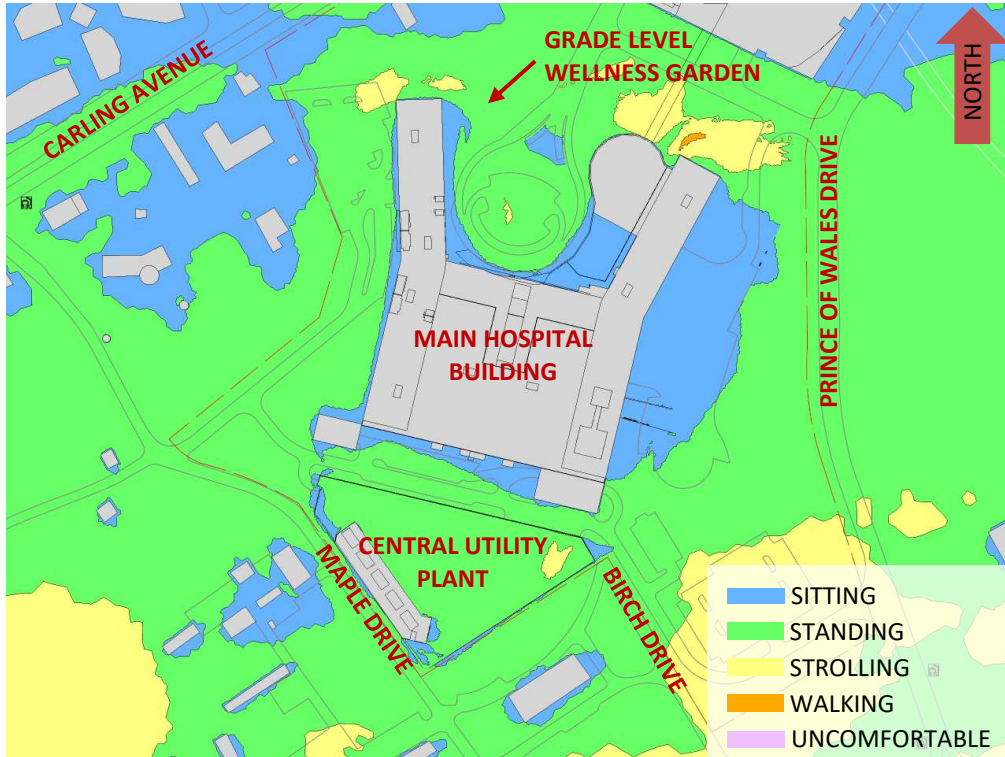 GRADE LEVEL
WELLNESS GARDEN
NORTH
CARLING AVENUE
PRINCE OF WALES DRIVE
MAIN HOSPITAL
BUILDING
CENTRAL UTILITY
PLANT
MAPLE DRIVE
BIRCH DRIVE
SITTING
STANDING
STROLLING
WALKING
UNCOMFORTABLE